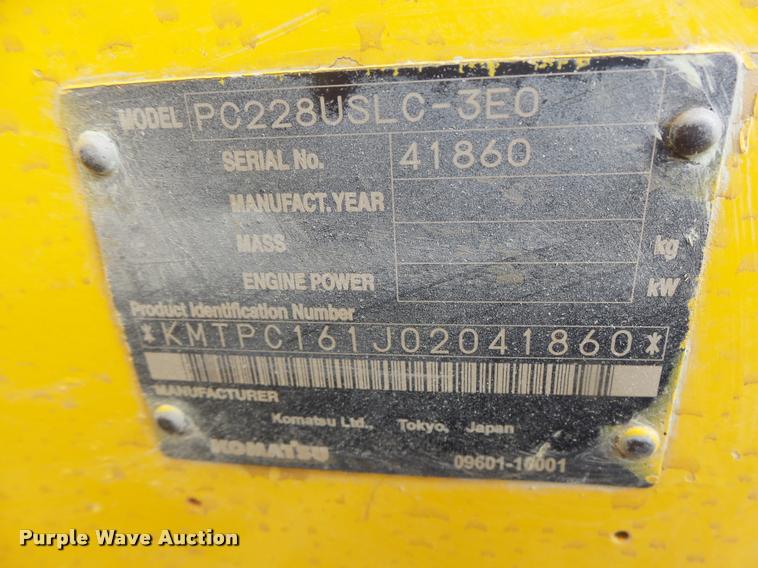 MODEL PC228USLC-3E0
SERIAL No. 41860
MANUFACT. YEAR
MASS kg
ENGINE POWER kW
Product Identification Number
*KMTPC161J02041860*
MANUFACTURER
Komatsu Ltd., Tokyo, Japan
KOMATSU 09601-10001
Purple Wave Auction